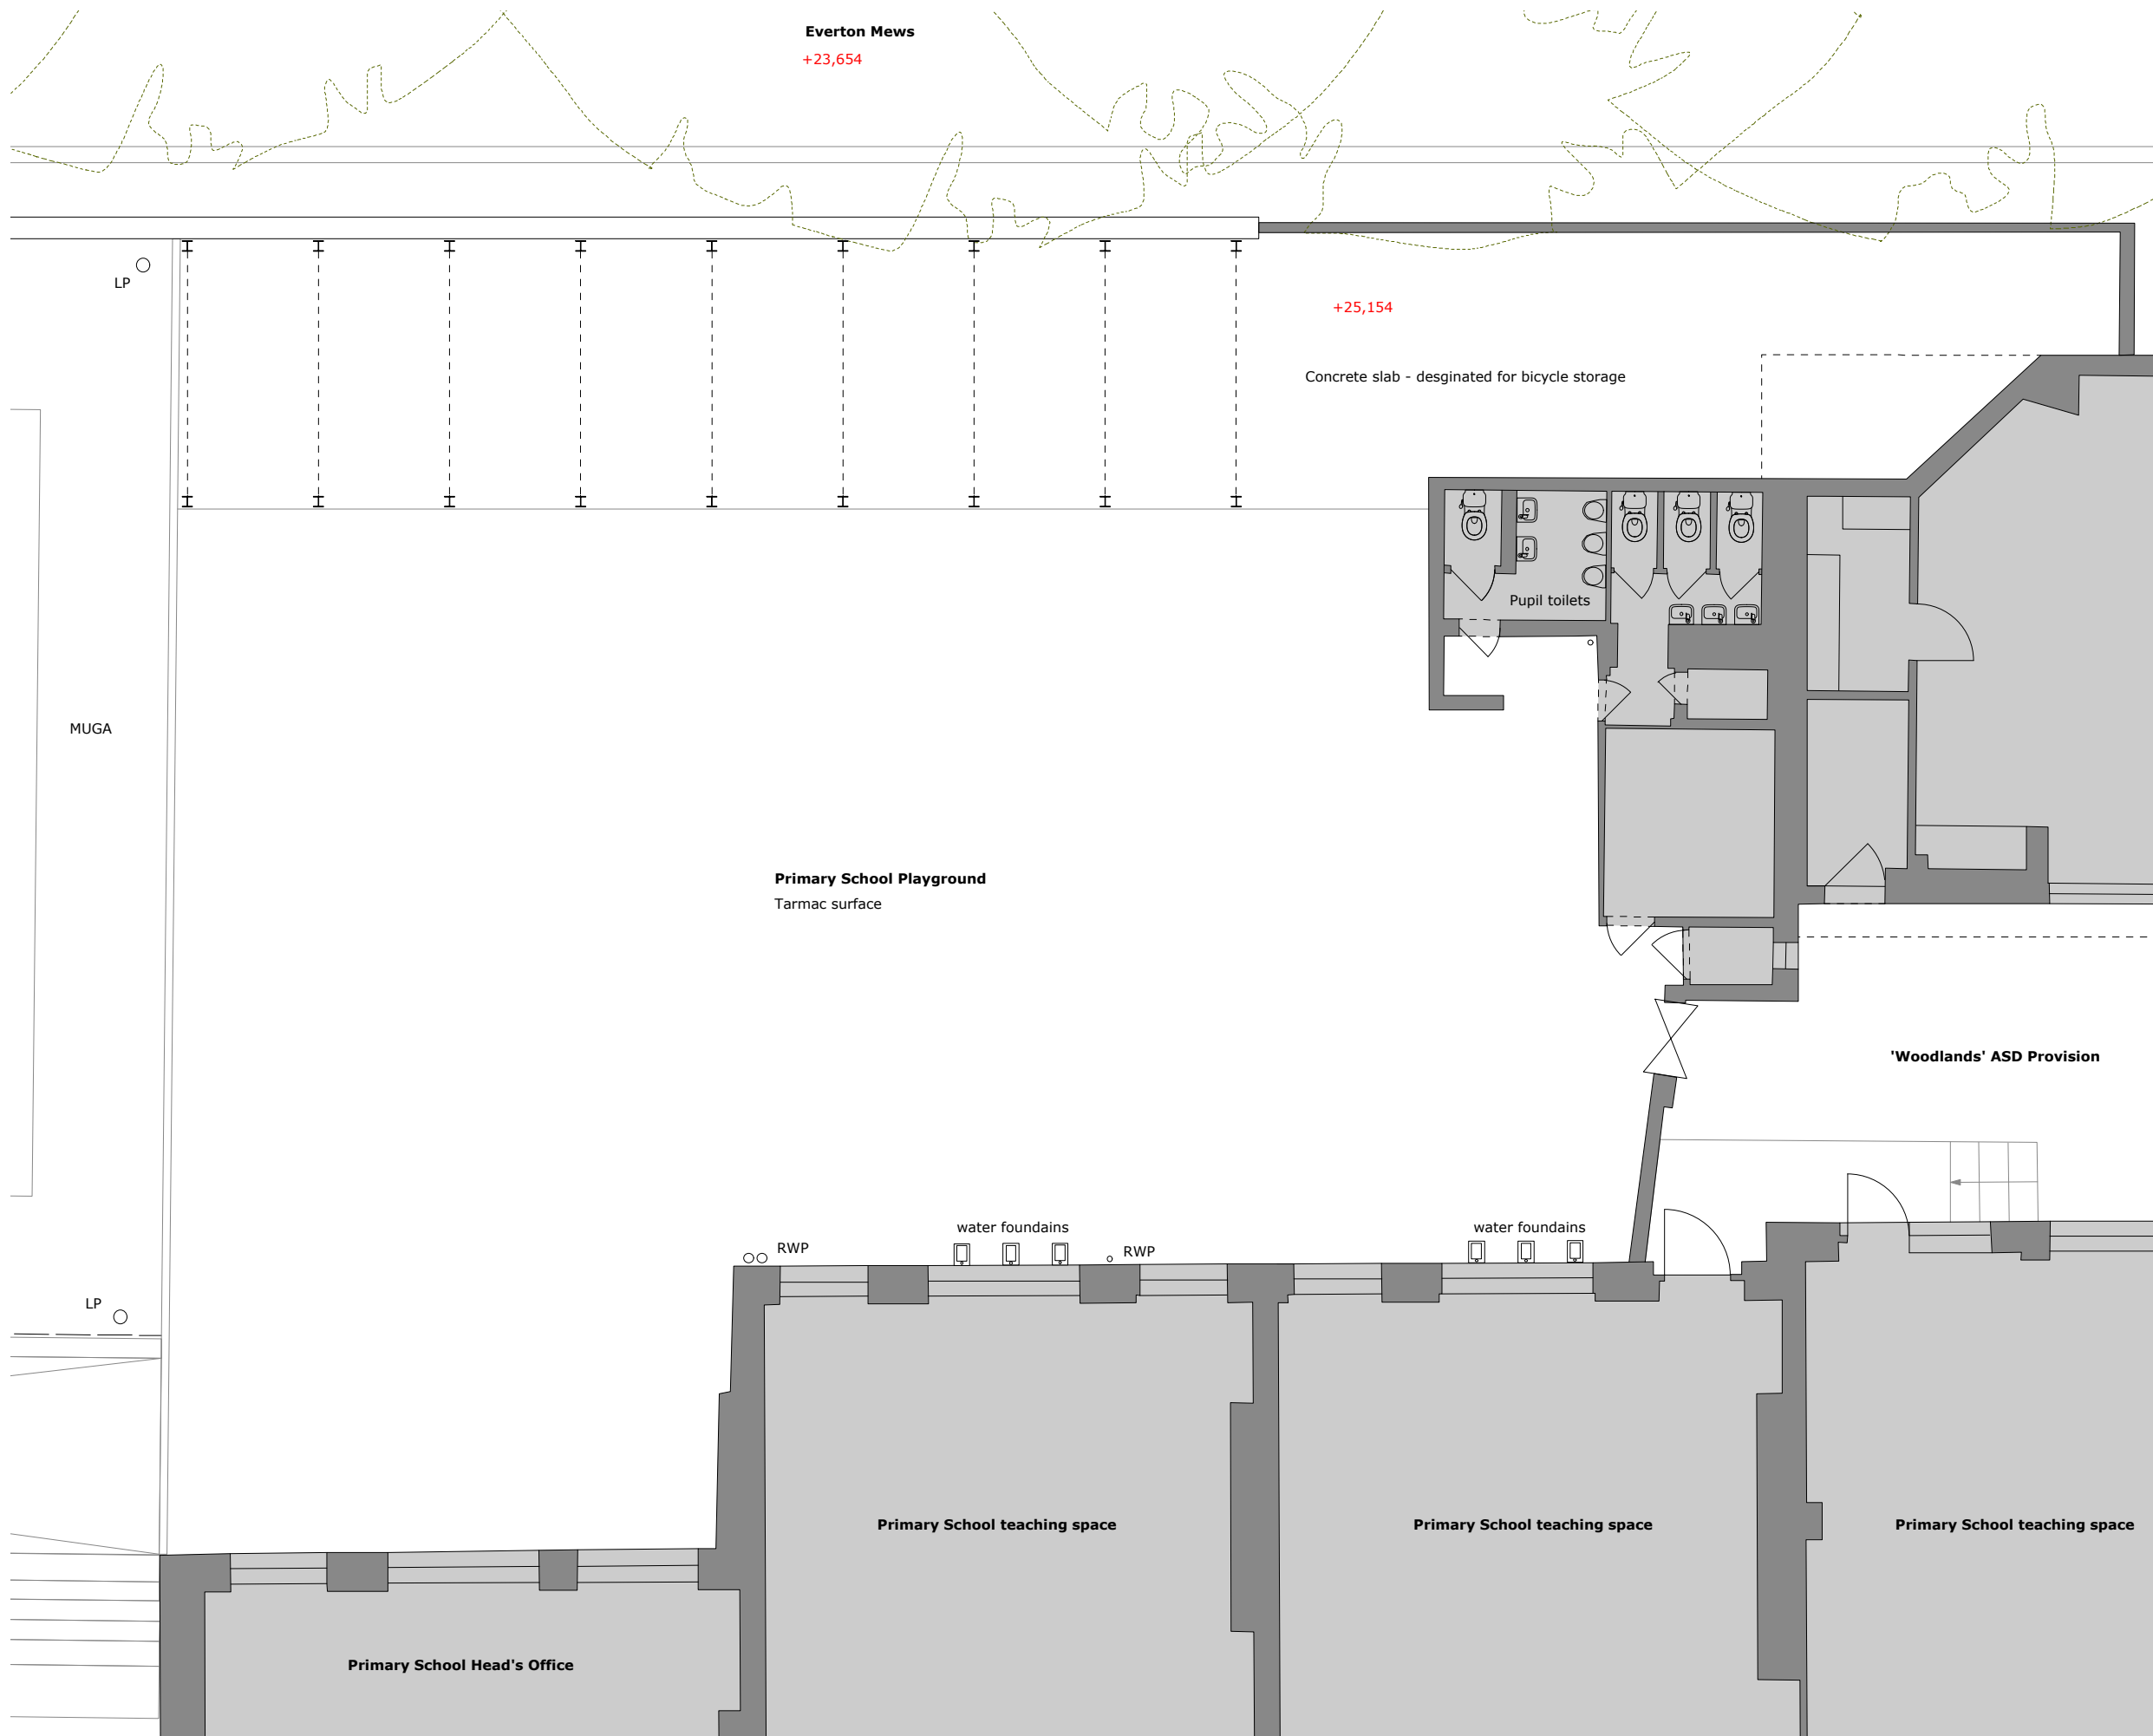 Everton Mews
+23,654
LP
+25,154
Concrete slab - desginated for bicycle storage
Pupil toilets
MUGA
Primary School Playground
Tarmac surface
'Woodlands' ASD Provision
water foundains
water foundains
RWP
RWP
LP
Primary School teaching space
Primary School teaching space
Primary School teaching space
Primary School Head's Office